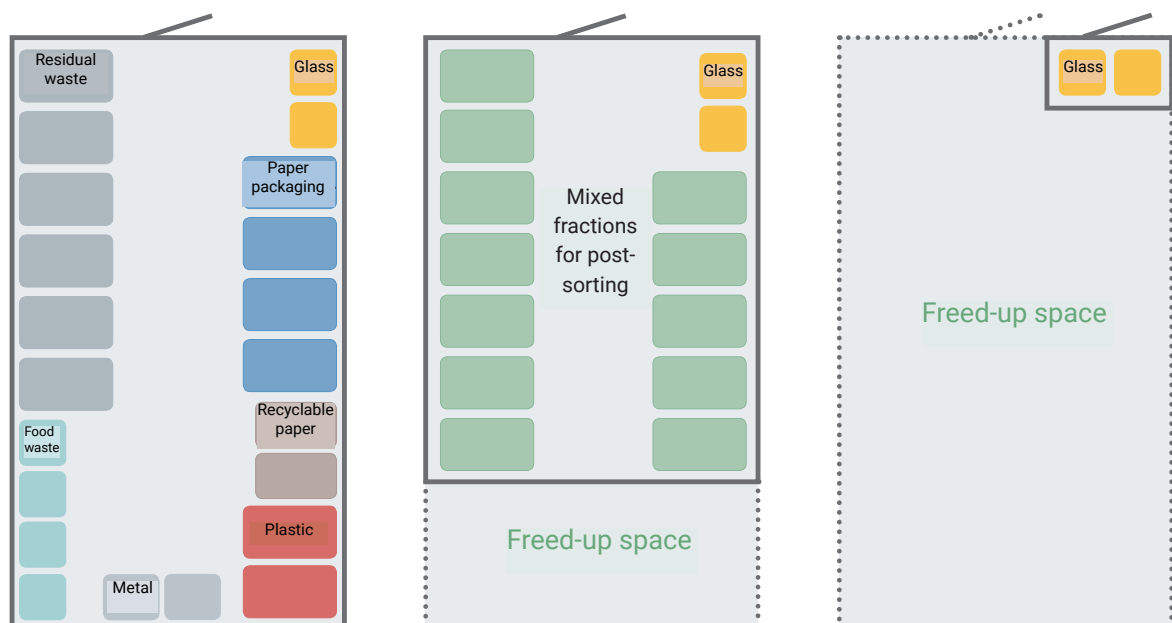 Residual
waste
Glass
Paper
packaging
Recyclable
paper
Food
waste
Plastic
Metal
Glass
Mixed
fractions
for post-
sorting
Freed-up space
Glass
Freed-up space